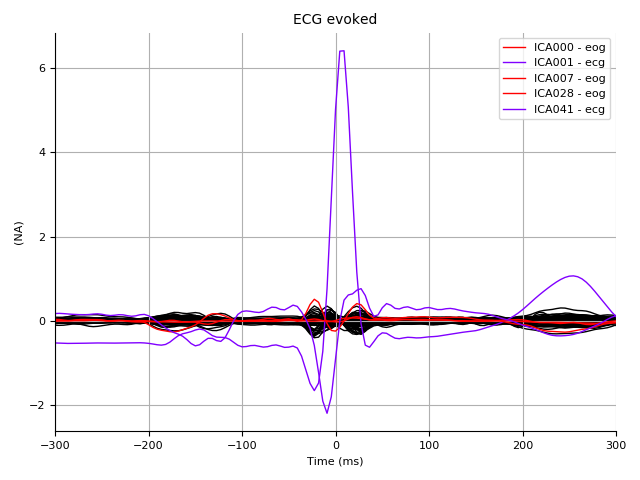 ECG evoked
ICA000 - eog
ICA001 - ecg
ICA007 - eog
ICA028 - eog
ICA041 - ecg
(NA)
6
4
2
0
−2
−300
−200
−100
0
100
200
300
Time (ms)